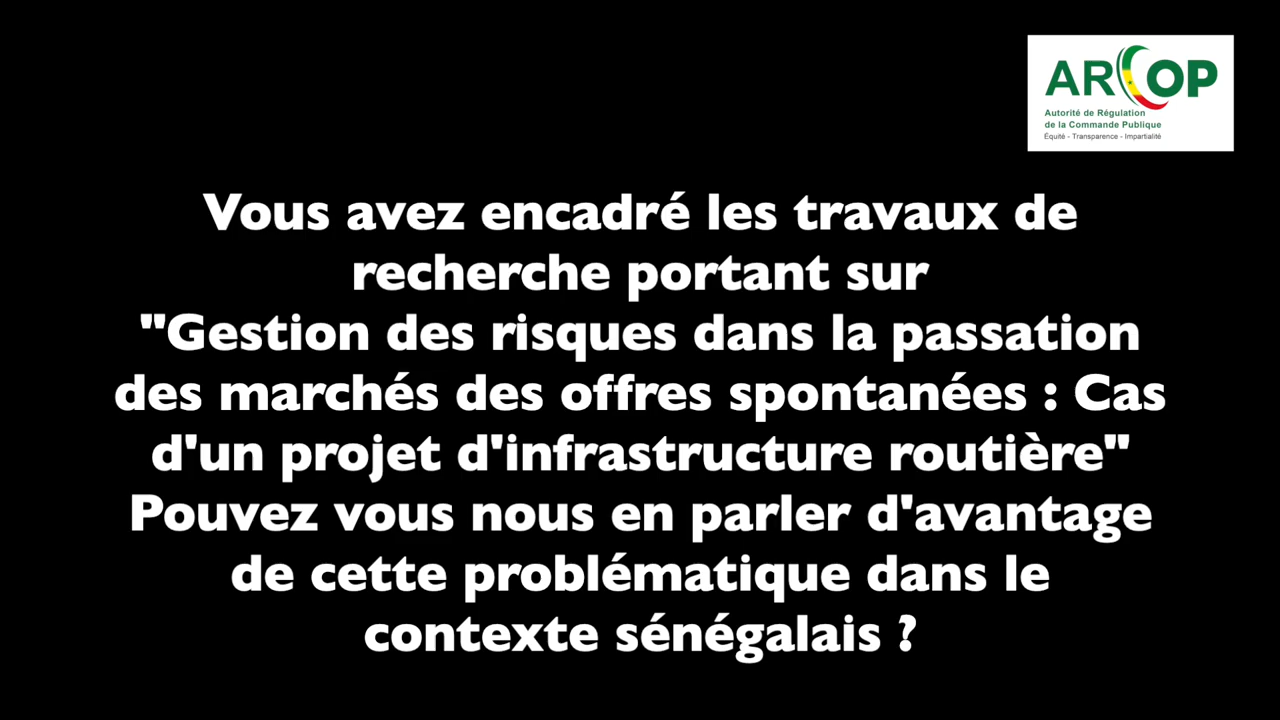 ARCOP
Autorité de Régulation
de la Commande Publique
Équité - Transparence - Impartialité
Vous avez encadré les travaux de
recherche portant sur
"Gestion des risques dans la passation
des marchés des offres spontanées : Cas
d'un projet d'infrastructure routière"
Pouvez vous nous en parler d'avantage
de cette problématique dans le
contexte sénégalais ?